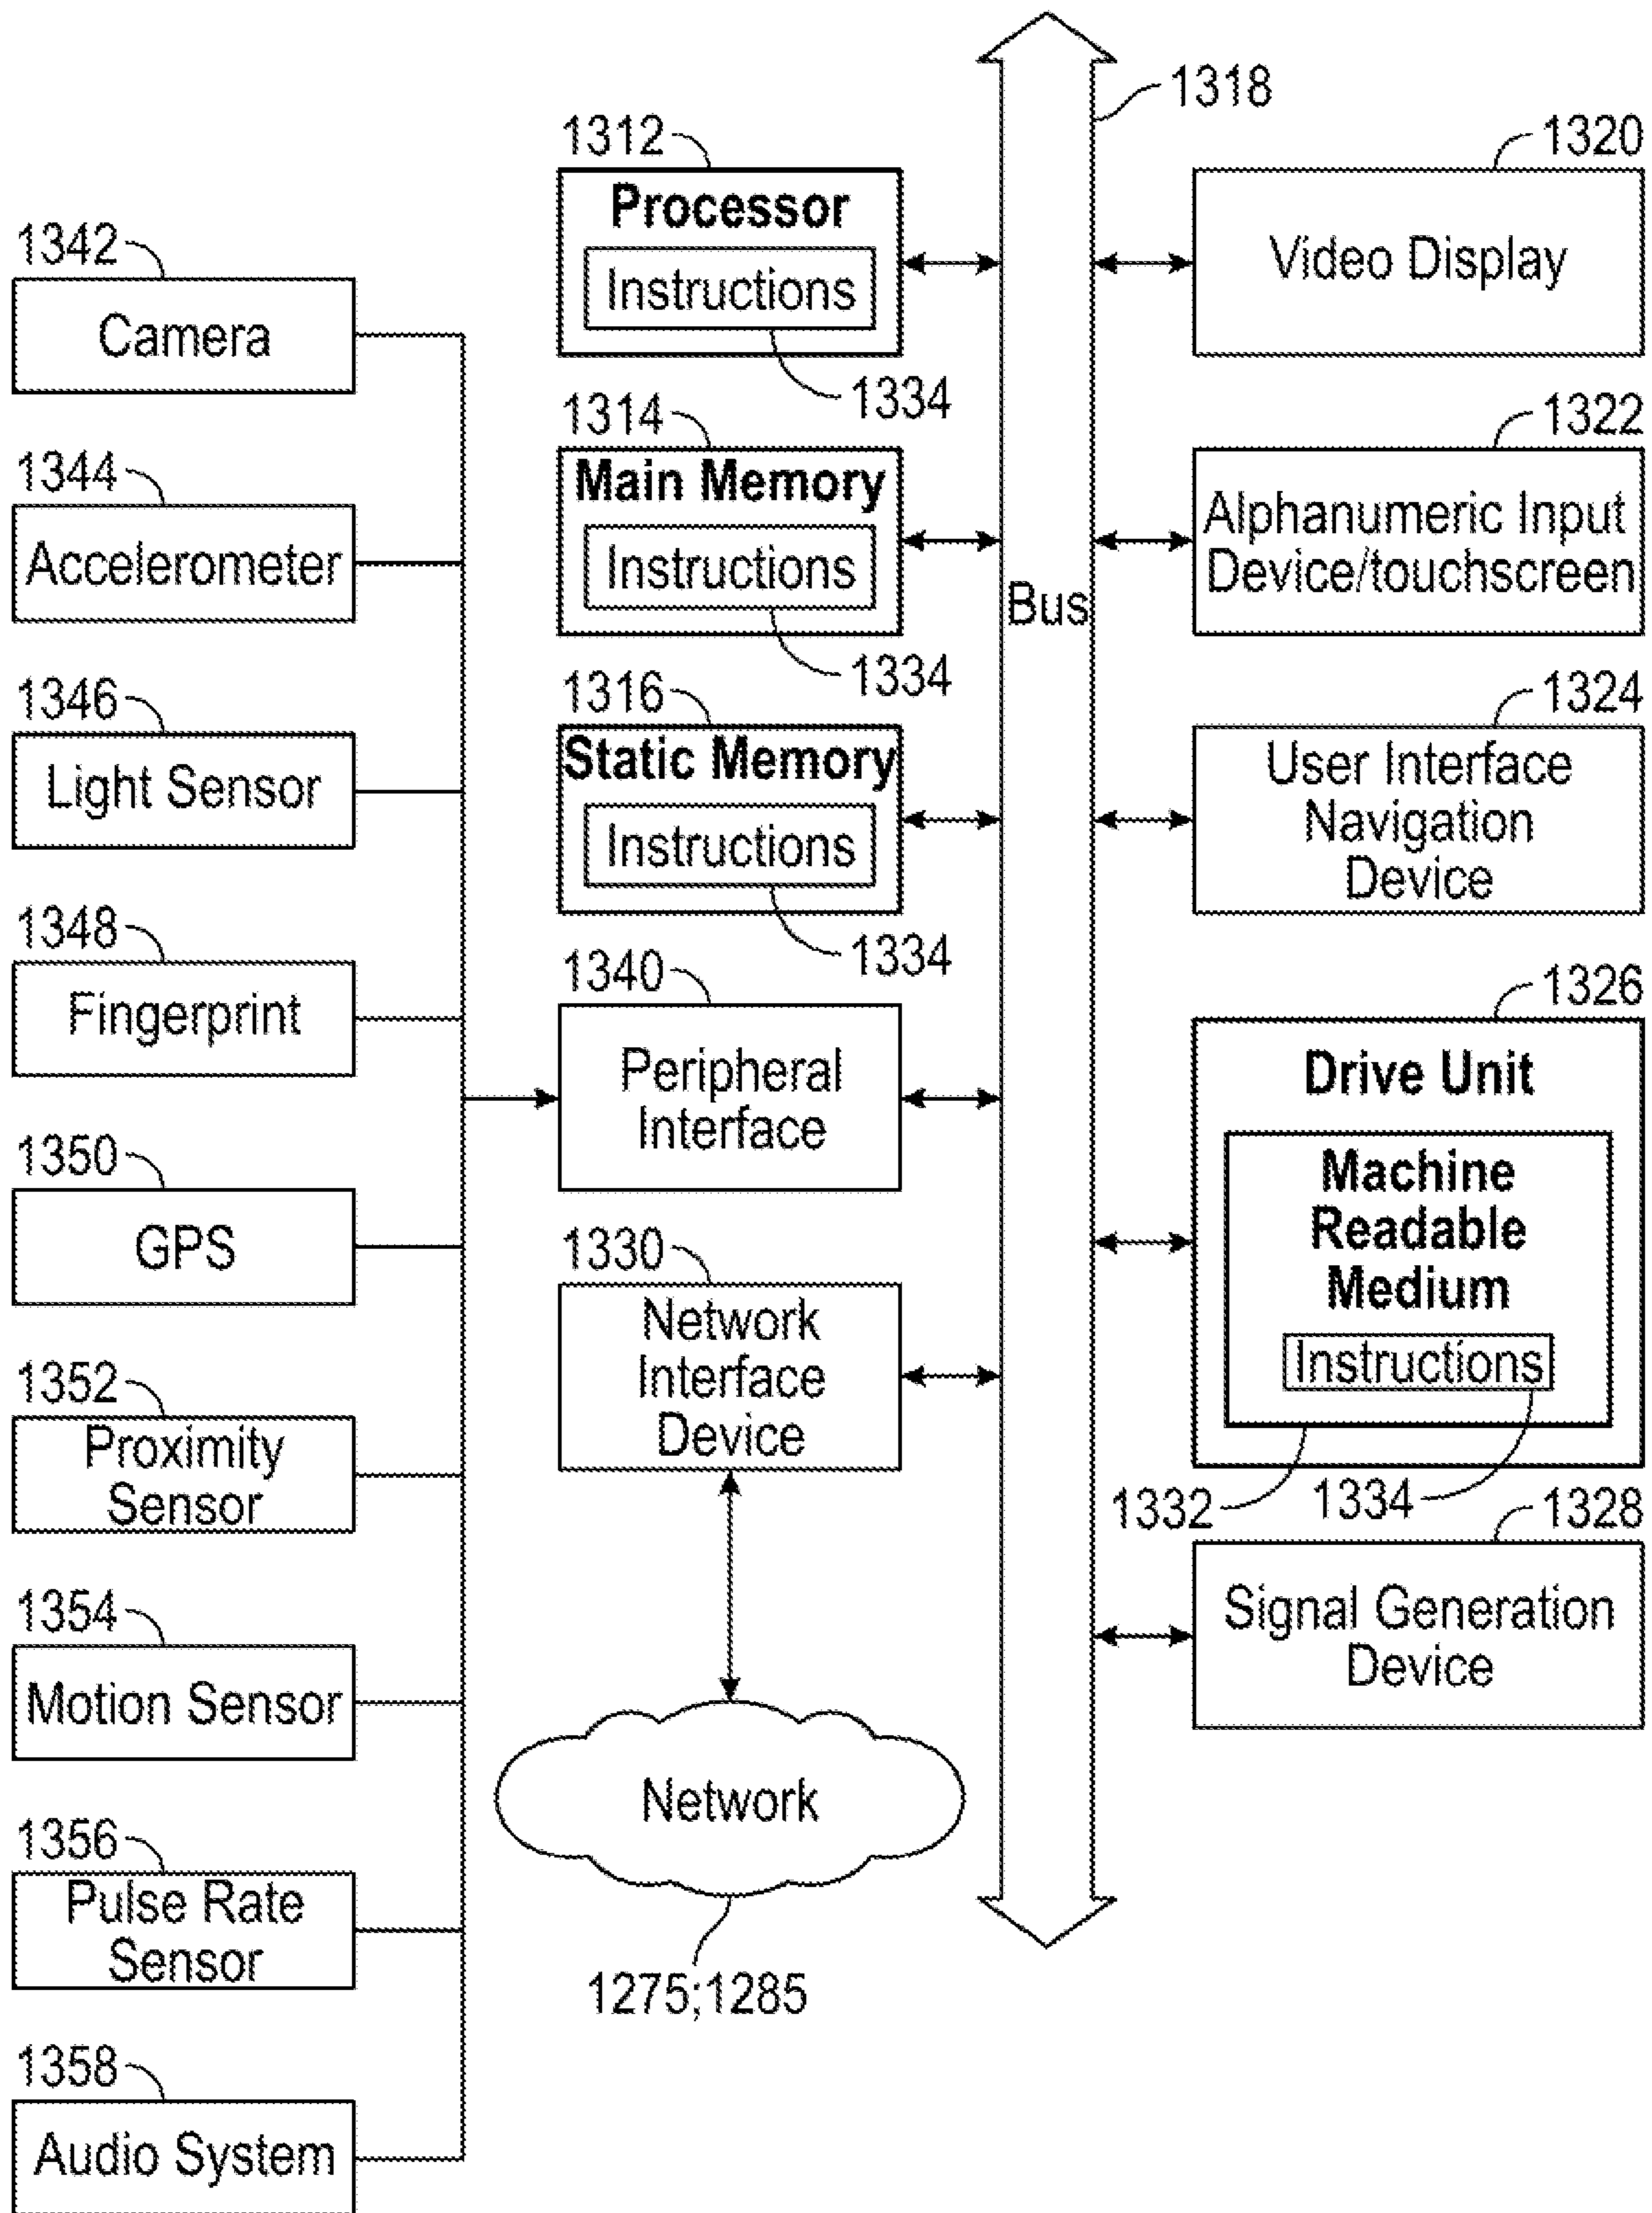 1318
1312
Processor
Instructions
1334
1320
Video Display
1342
Camera
1314
Main Memory
Instructions
1334
1322
Alphanumeric Input
Device/touchscreen
1344
Accelerometer
Bus
1316
Static Memory
Instructions
1334
1324
User Interface
Navigation
Device
1346
Light Sensor
1348
Fingerprint
1340
Peripheral
Interface
1326
Drive Unit
Machine
Readable
Medium
Instructions
1332
1334
1350
GPS
1330
Network
Interface
Device
1352
Proximity
Sensor
1328
Signal Generation
Device
1354
Motion Sensor
Network
1275;1285
1356
Pulse Rate
Sensor
1358
Audio System